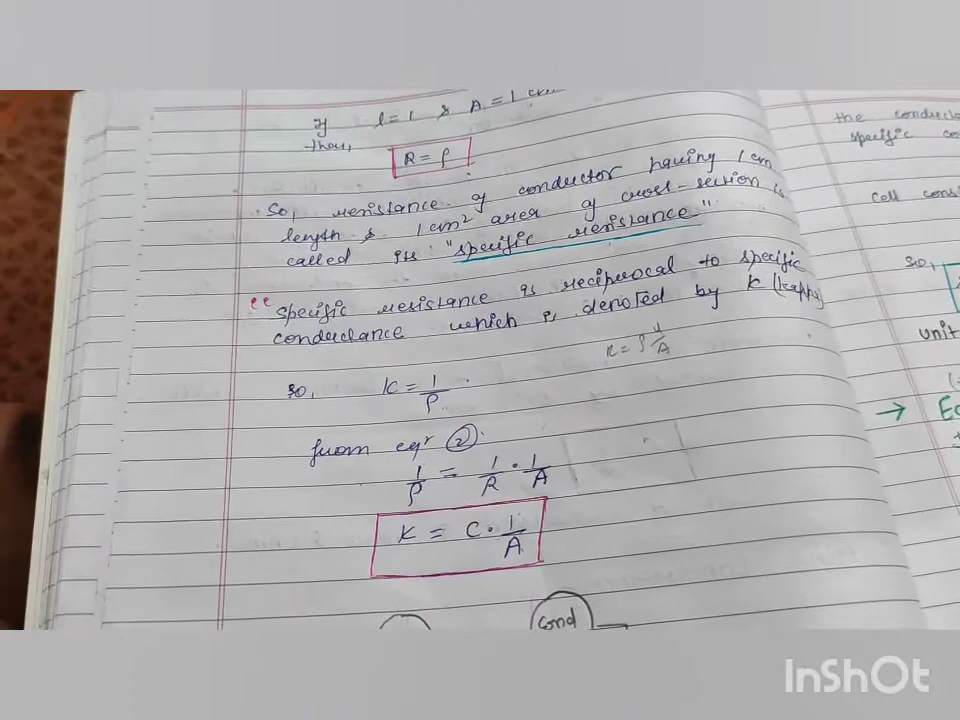 If l=1 & A=1 cm
then,
R = ρ
So, resistance of conductor having 1 cm
length & 1 cm² area of cross-section is
called its "specific resistance"
" specific resistance is reciprocal to specific
conductance which is denoted by K (kappa)
R = ρ l/A
so, K = 1/ρ
from eqn (2).
1/ρ = 1/R · l/A
K = C · l/A
cond
the conducta
specific co
cell cons
so,
unit
→ Eq
InShOt